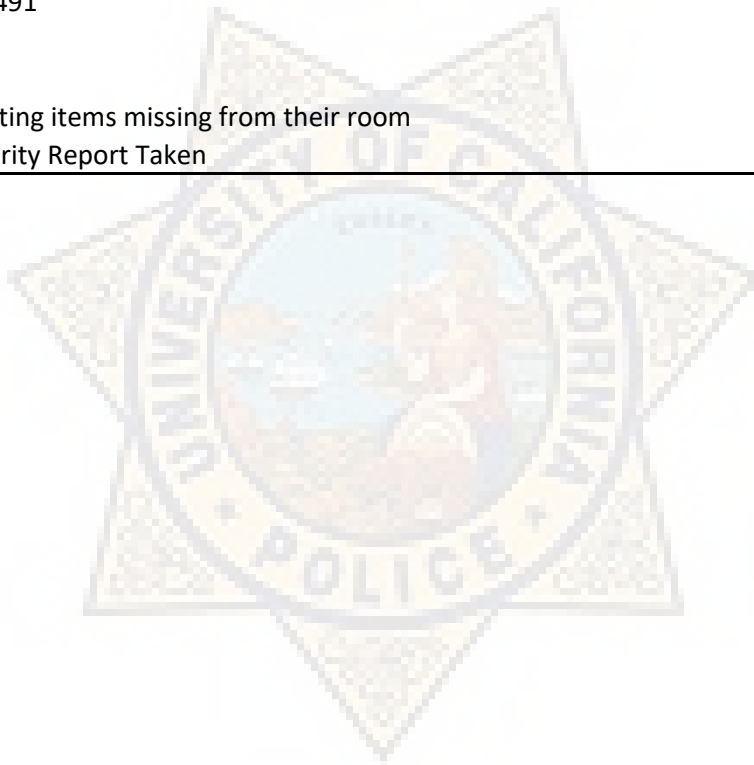 491
ting items missing from their room
rity Report Taken
UNIVERSITY OF CALIFORNIA
POLICE